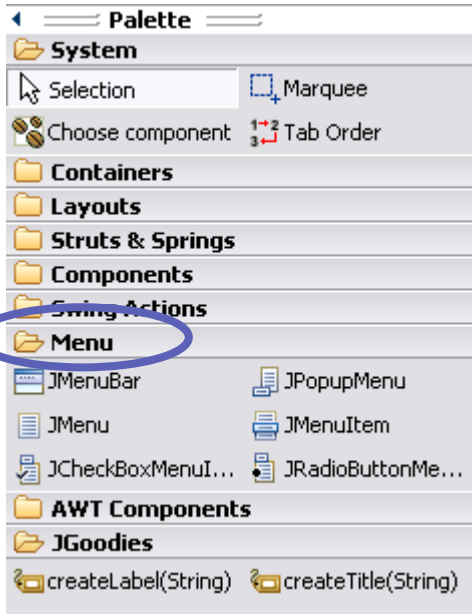 Palette
System
Selection Marquee
Choose component Tab Order
Containers
Layouts
Struts & Springs
Components
Swing Actions
Menu
JMenuBar JPopupMenu
JMenu JMenuItem
JCheckBoxMenuI... JRadioButtonMe...
AWT Components
JGoodies
createLabel(String) createTitle(String)